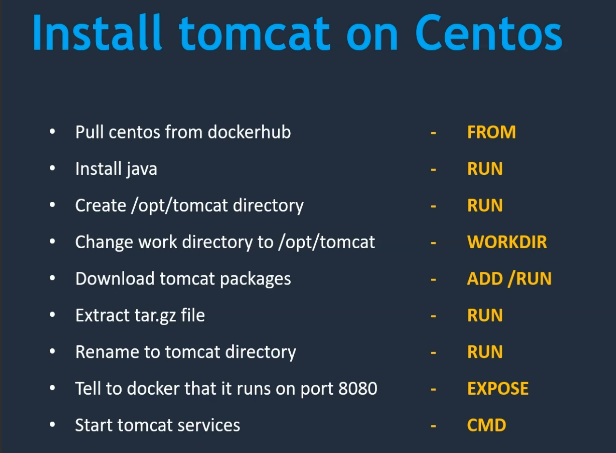 Install tomcat on Centos
• Pull centos from dockerhub - FROM
• Install java - RUN
• Create /opt/tomcat directory - RUN
• Change work directory to /opt/tomcat - WORKDIR
• Download tomcat packages - ADD /RUN
• Extract tar.gz file - RUN
• Rename to tomcat directory - RUN
• Tell to docker that it runs on port 8080 - EXPOSE
• Start tomcat services - CMD